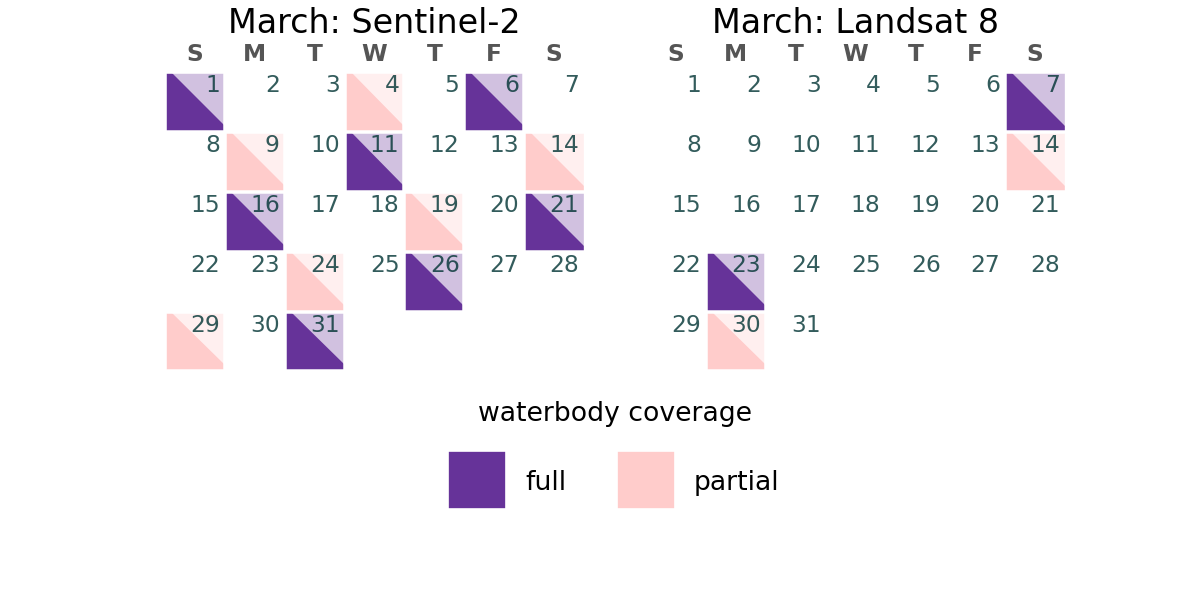 March: Sentinel-2
S M T W T F S
1 2 3 4 5 6 7
8 9 10 11 12 13 14
15 16 17 18 19 20 21
22 23 24 25 26 27 28
29 30 31
March: Landsat 8
S M T W T F S
1 2 3 4 5 6 7
8 9 10 11 12 13 14
15 16 17 18 19 20 21
22 23 24 25 26 27 28
29 30 31
waterbody coverage
full partial